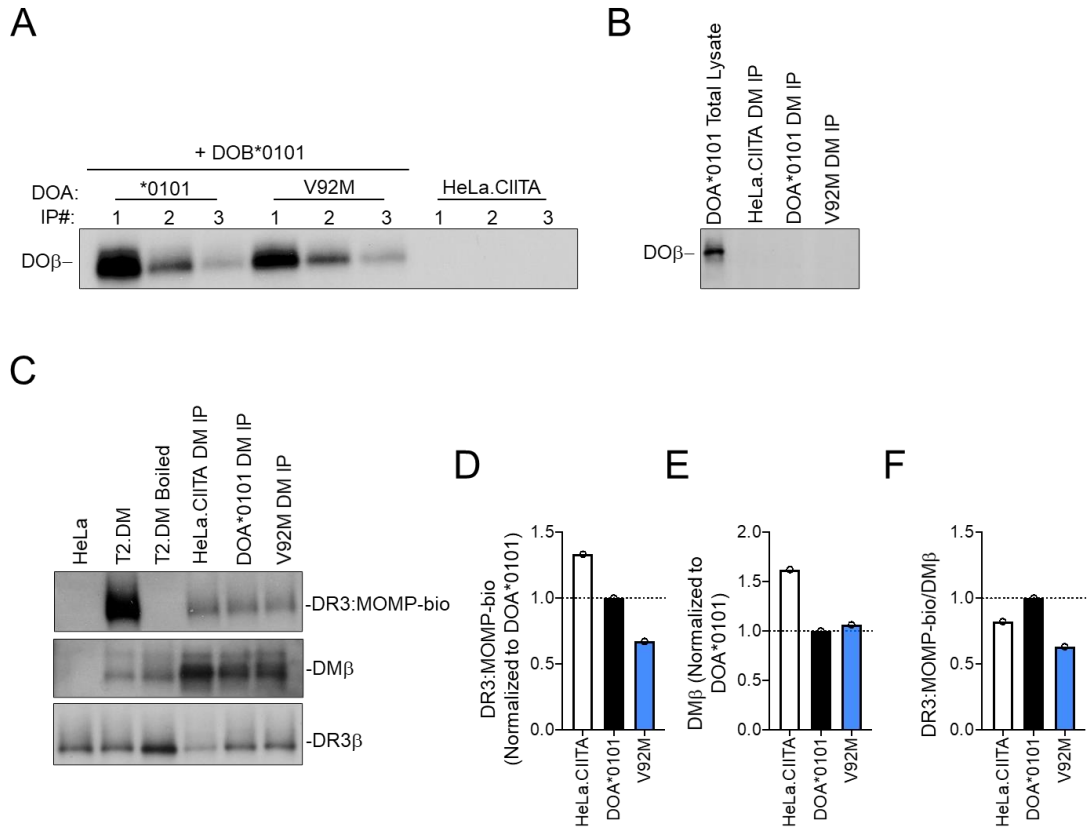 A
+ DOB*0101
DOA: *0101 V92M HeLa.CIITA
IP#: 1 2 3 1 2 3 1 2 3
DOβ–
B
DOA*0101 Total Lysate
HeLa.CIITA DM IP
DOA*0101 DM IP
V92M DM IP
DOβ–
C
HeLa
T2.DM
T2.DM Boiled
HeLa.CIITA DM IP
DOA*0101 DM IP
V92M DM IP
-DR3:MOMP-bio
-DMβ
-DR3β
D
DR3:MOMP-bio
(Normalized to DOA*0101)
1.5
1.0
0.5
0.0
HeLa.CIITA
DOA*0101
V92M
E
DMβ (Normalized to
DOA*0101)
2.0
1.5
1.0
0.5
0.0
HeLa.CIITA
DOA*0101
V92M
F
DR3:MOMP-bio/DMβ
1.5
1.0
0.5
0.0
HeLa.CIITA
DOA*0101
V92M